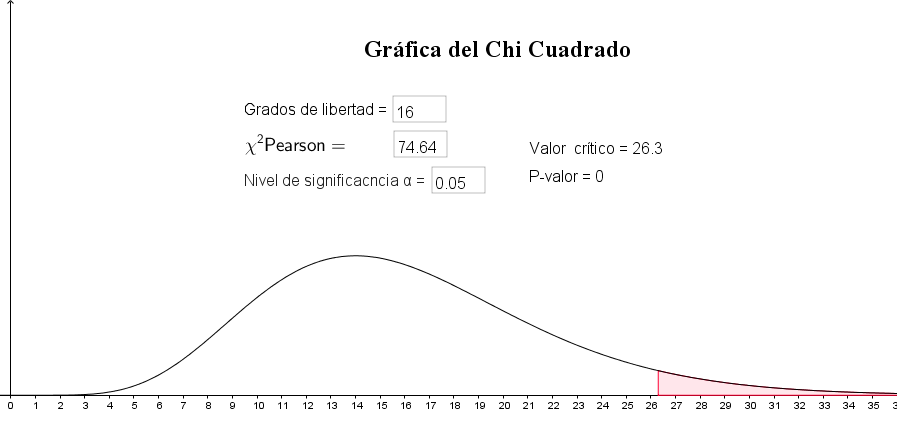 Gráfica del Chi Cuadrado
Grados de libertad = 16
χ²Pearson = 74.64
Valor crítico = 26.3
Nivel de significacncia α = 0.05
P-valor = 0
0 1 2 3 4 5 6 7 8 9 10 11 12 13 14 15 16 17 18 19 20 21 22 23 24 25 26 27 28 29 30 31 32 33 34 35